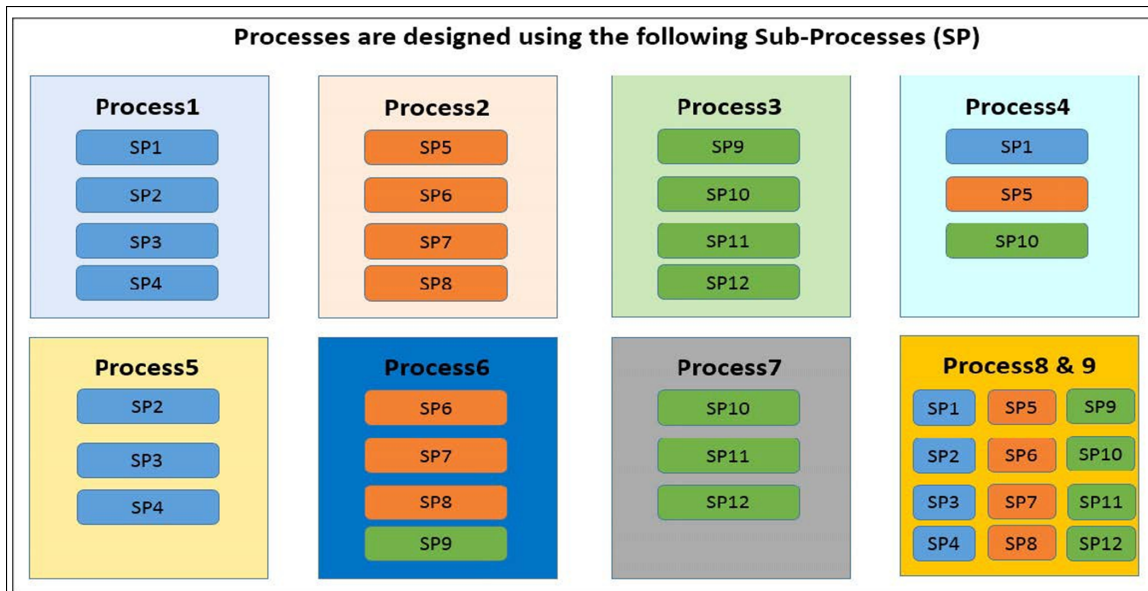 Processes are designed using the following Sub-Processes (SP)
Process1
SP1
SP2
SP3
SP4
Process2
SP5
SP6
SP7
SP8
Process3
SP9
SP10
SP11
SP12
Process4
SP1
SP5
SP10
Process5
SP2
SP3
SP4
Process6
SP6
SP7
SP8
SP9
Process7
SP10
SP11
SP12
Process8 & 9
SP1 SP5 SP9
SP2 SP6 SP10
SP3 SP7 SP11
SP4 SP8 SP12